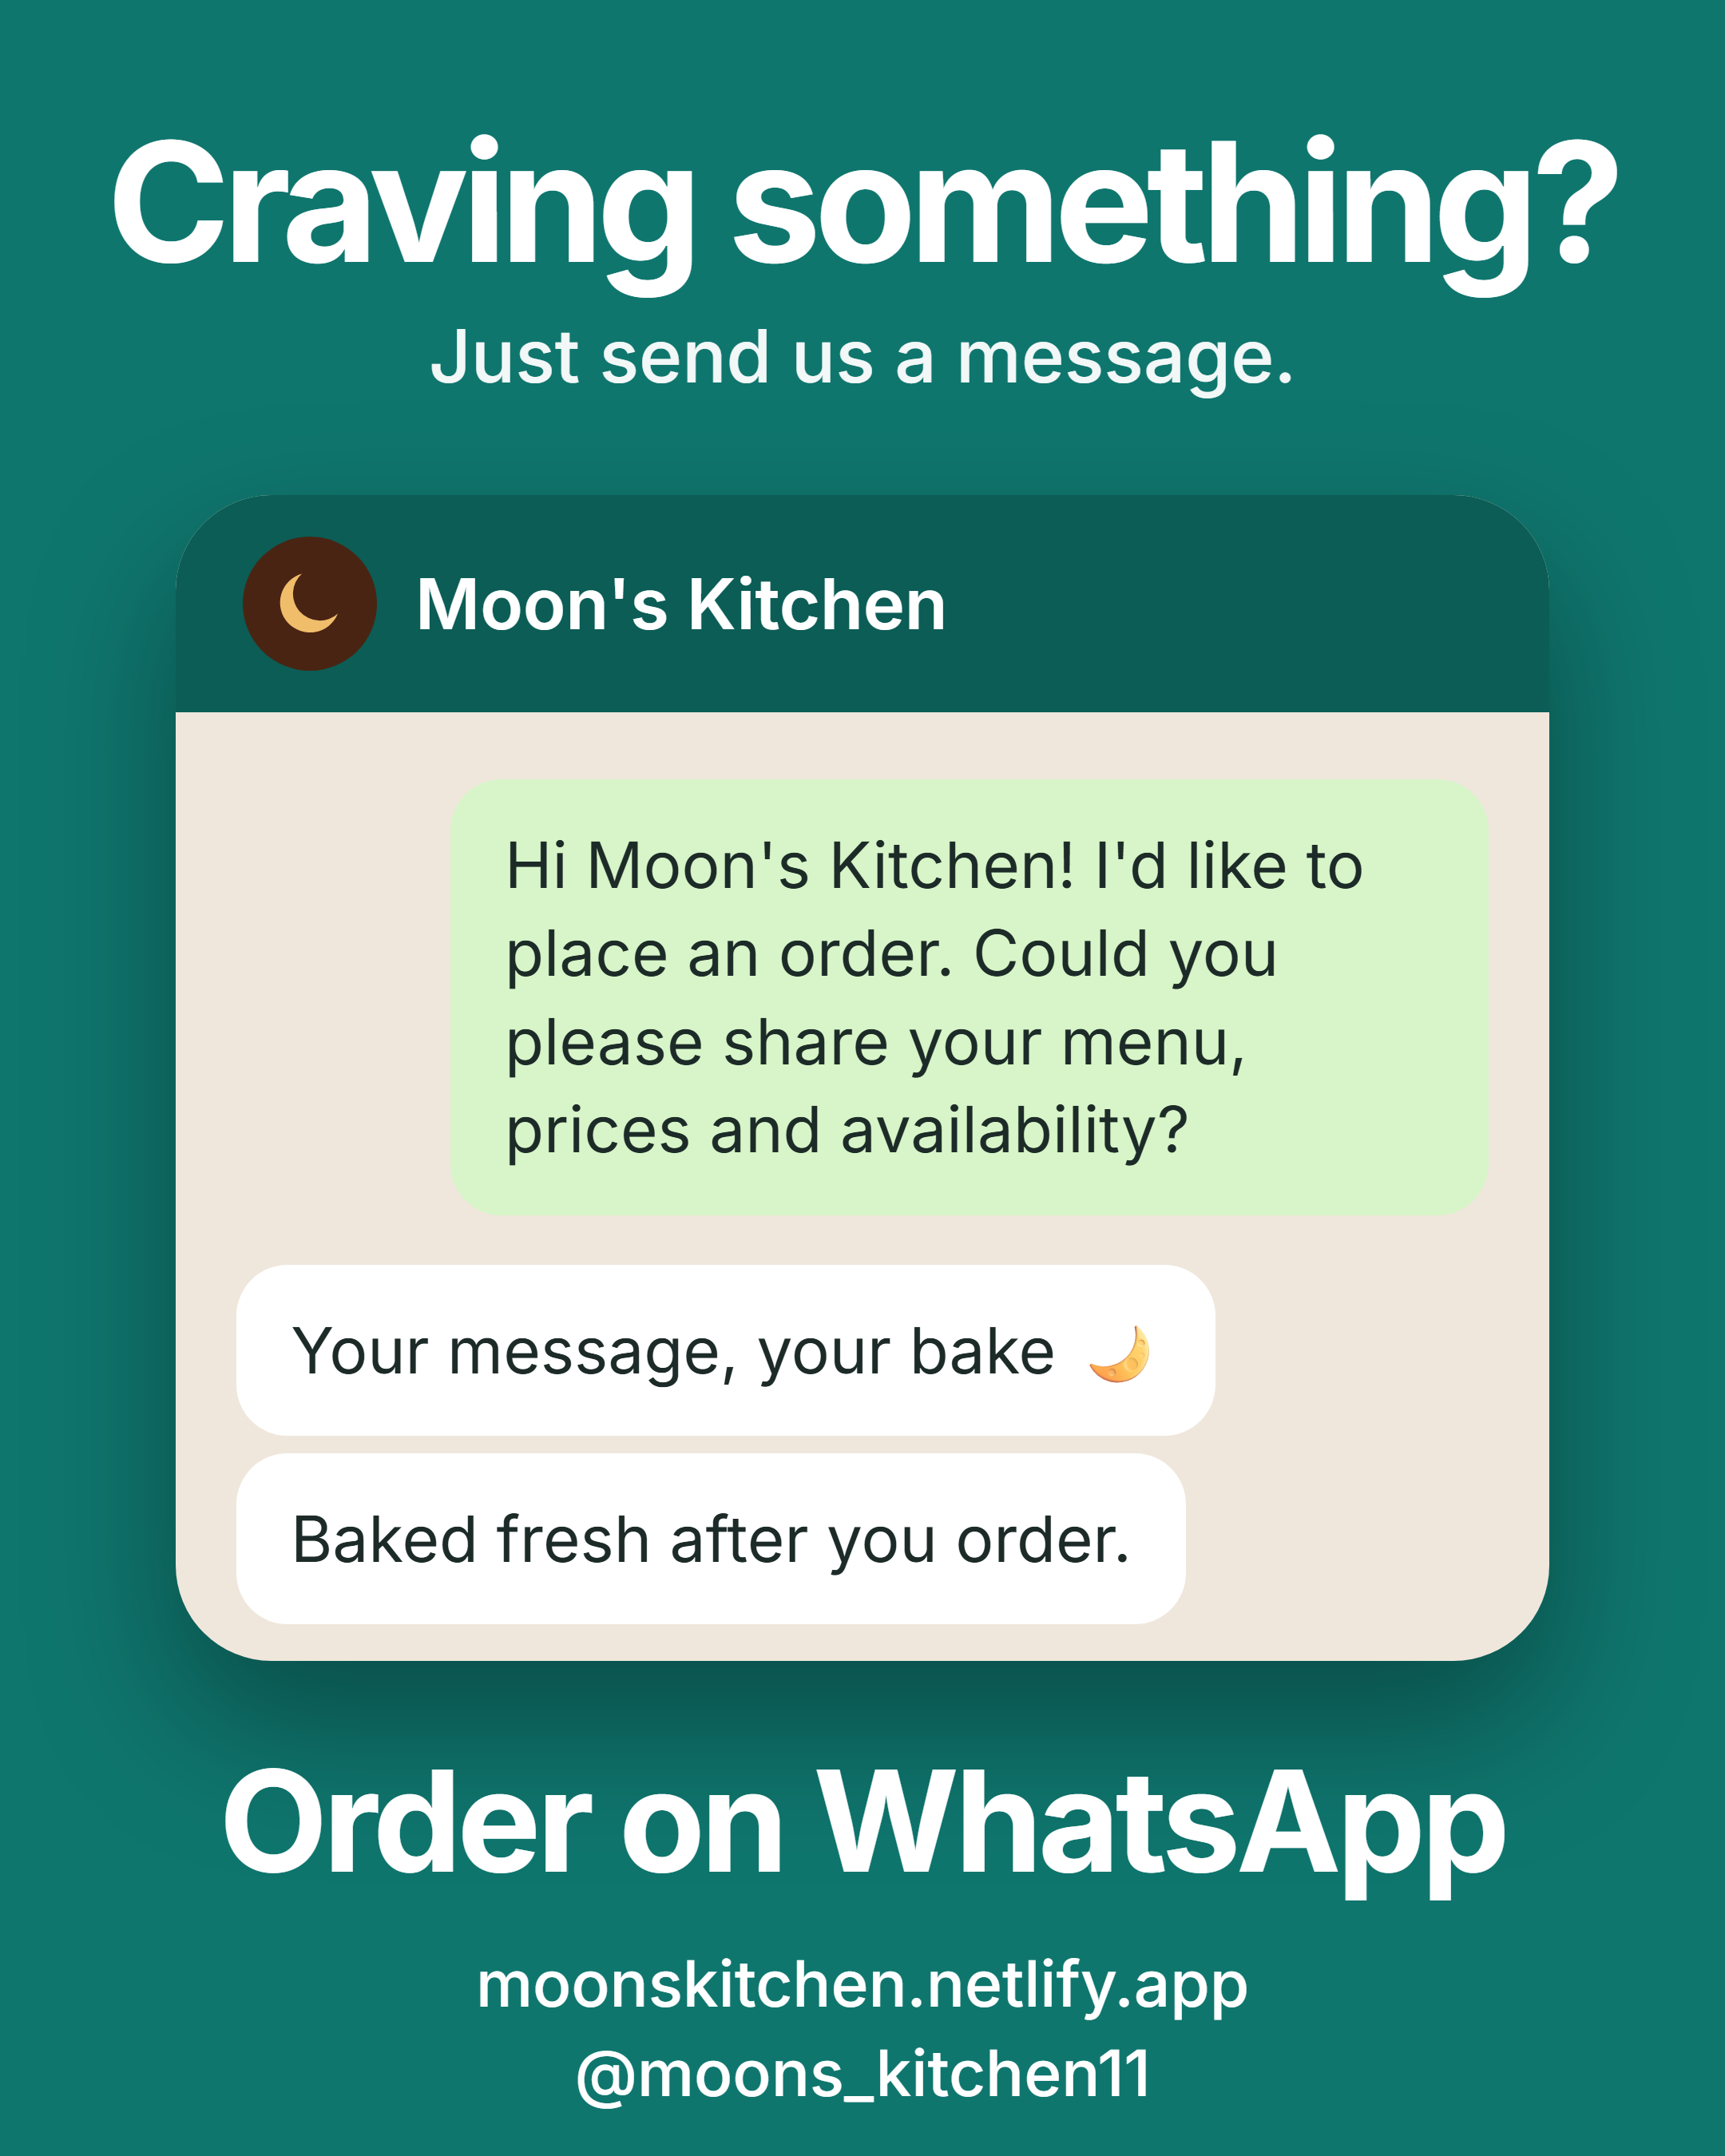 Craving something?
Just send us a message.
Moon's Kitchen
Hi Moon's Kitchen! I'd like to
place an order. Could you
please share your menu,
prices and availability?
Your message, your bake 🌙
Baked fresh after you order.
Order on WhatsApp
moonskitchen.netlify.app
@moons_kitchen11